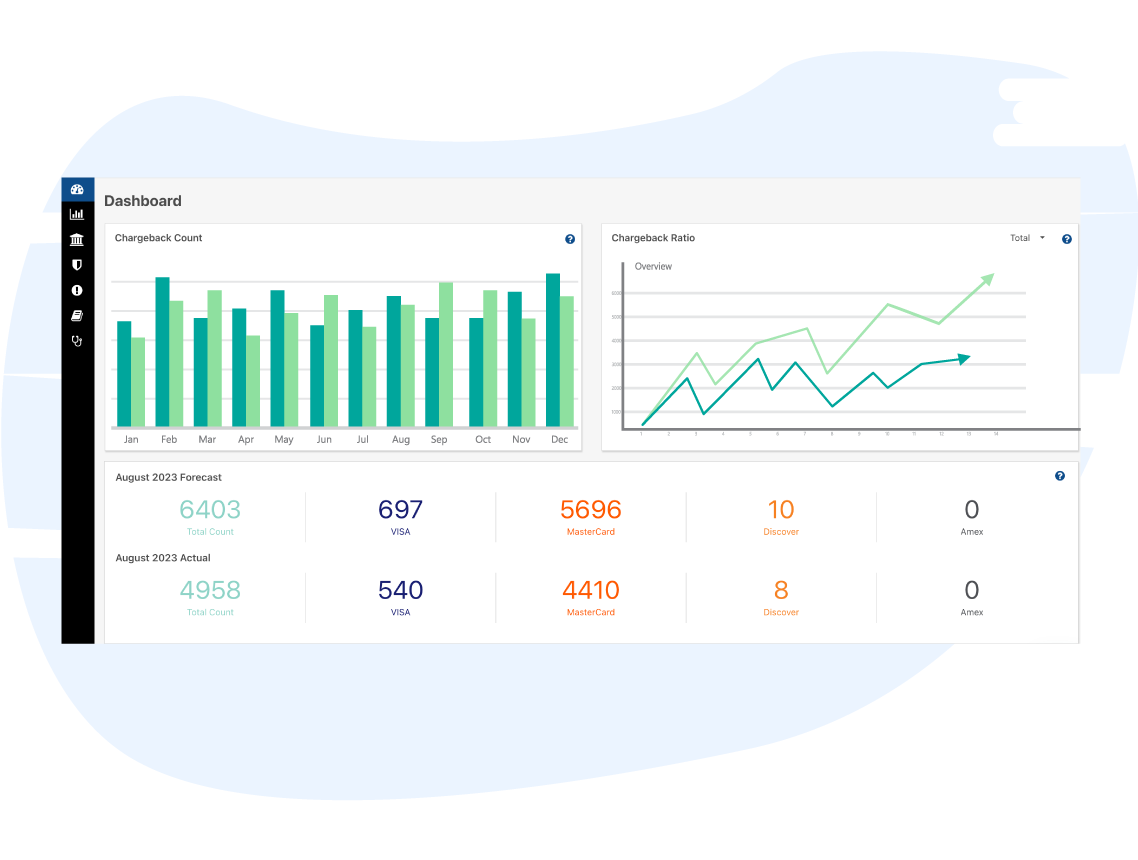 Dashboard
Chargeback Count
Jan Feb Mar Apr May Jun Jul Aug Sep Oct Nov Dec
Chargeback Ratio Total
Overview
6000
5000
4000
3000
2000
1000
1 2 3 4 5 6 7 8 9 10 11 12 13 14
August 2023 Forecast
6403 697 5696 10 0
Total Count VISA MasterCard Discover Amex
August 2023 Actual
4958 540 4410 8 0
Total Count VISA MasterCard Discover Amex